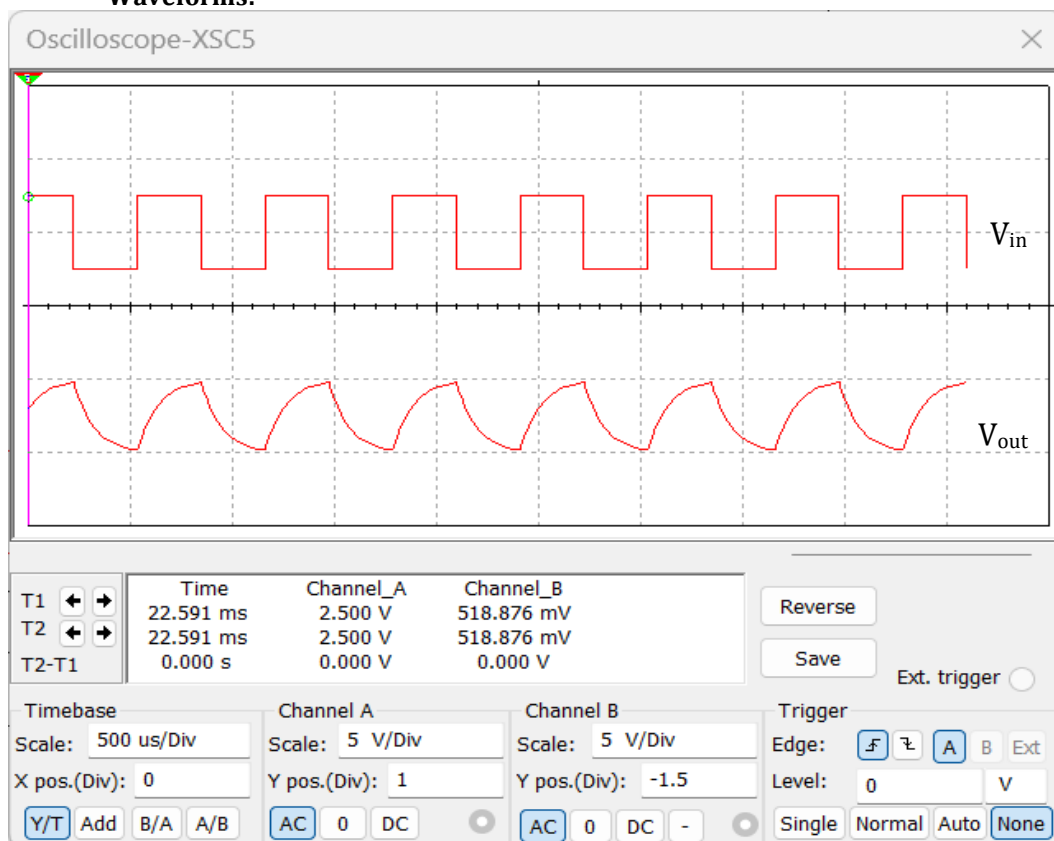 Waveforms:
Oscilloscope-XSC5
T
Vin
Vout
Time Channel_A Channel_B
T1 22.591 ms 2.500 V 518.876 mV
T2 22.591 ms 2.500 V 518.876 mV
T2-T1 0.000 s 0.000 V 0.000 V
Reverse
Save
Ext. trigger
Timebase
Scale: 500 us/Div
X pos.(Div): 0
Y/T Add B/A A/B
Channel A
Scale: 5 V/Div
Y pos.(Div): 1
AC 0 DC
Channel B
Scale: 5 V/Div
Y pos.(Div): -1.5
AC 0 DC -
Trigger
Edge: A B Ext
Level: 0 V
Single Normal Auto None